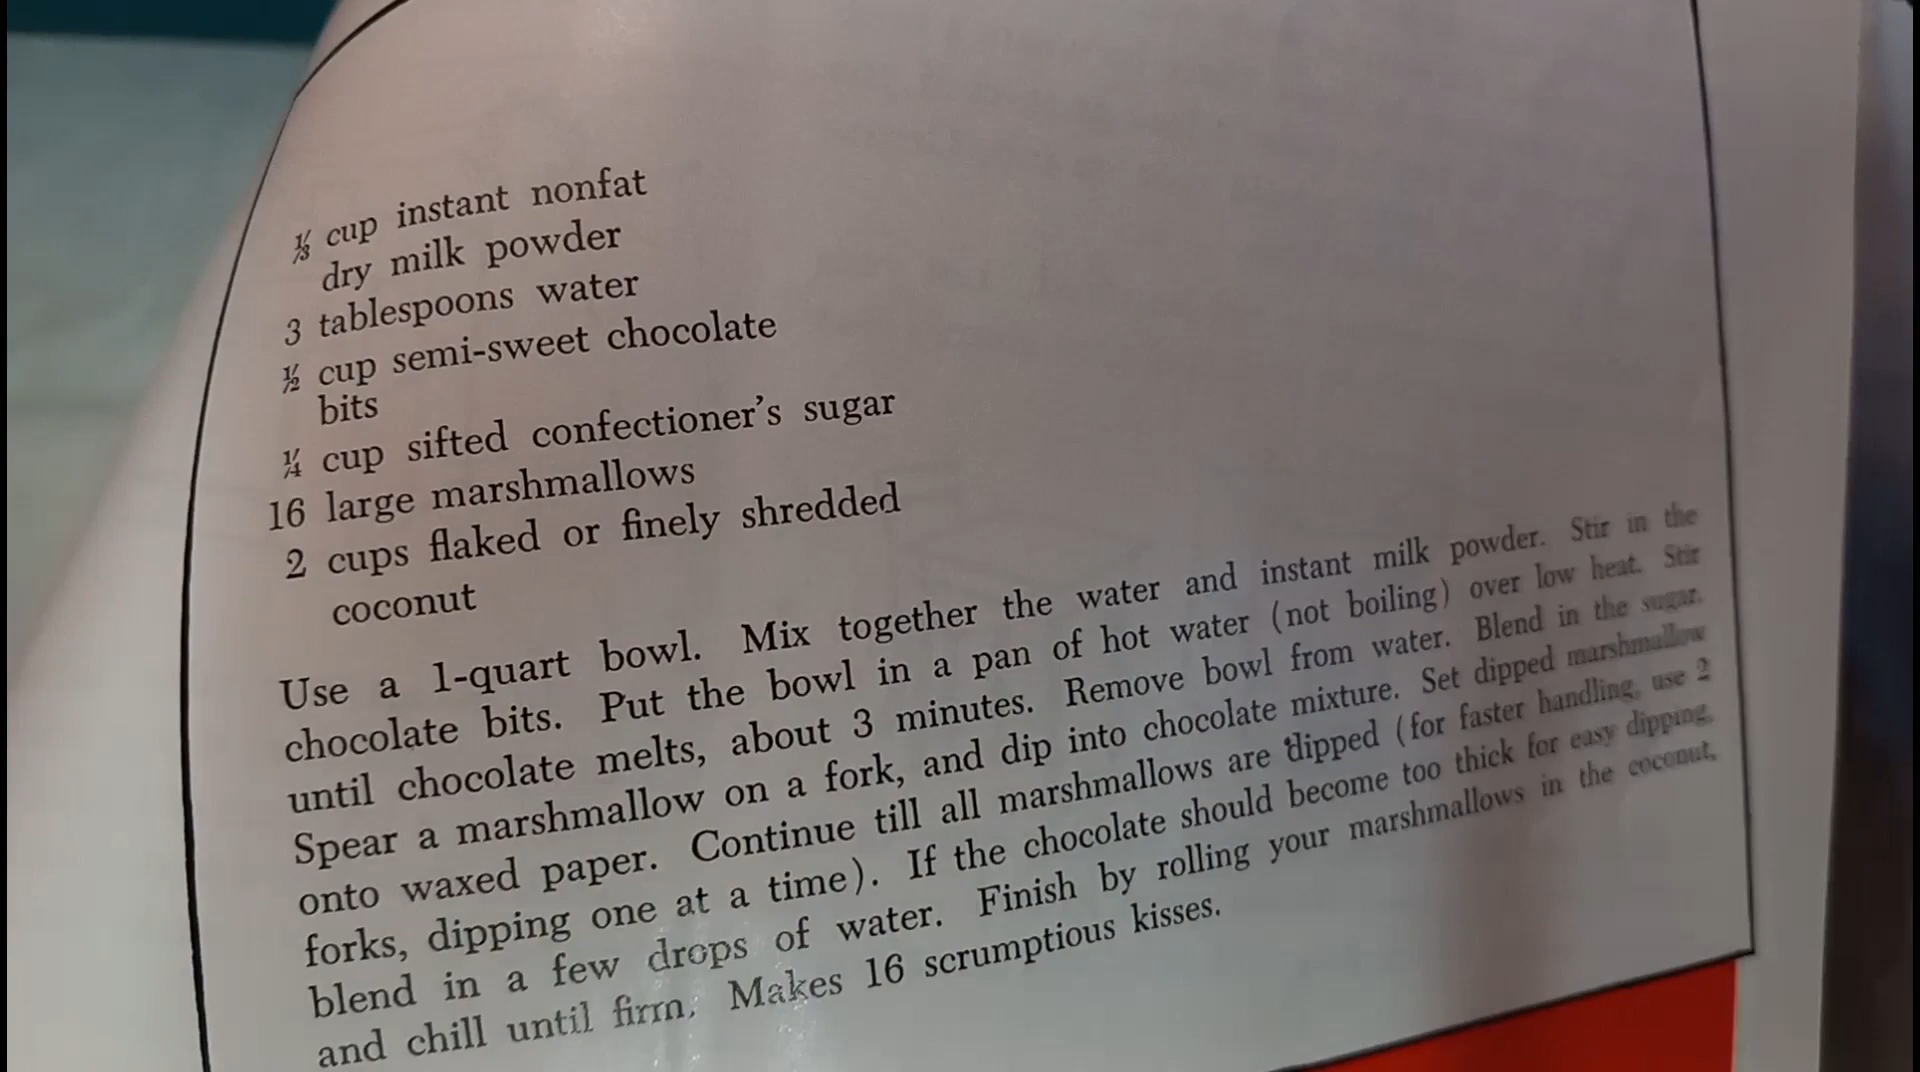 ⅓ cup instant nonfat
dry milk powder
3 tablespoons water
½ cup semi-sweet chocolate
bits
¼ cup sifted confectioner's sugar
16 large marshmallows
2 cups flaked or finely shredded
coconut
Use a 1-quart bowl. Mix together the water and instant milk powder. Stir in the
chocolate bits. Put the bowl in a pan of hot water (not boiling) over low heat. Stir
until chocolate melts, about 3 minutes. Remove bowl from water. Blend in the sugar.
Spear a marshmallow on a fork, and dip into chocolate mixture. Set dipped marshmallow
onto waxed paper. Continue till all marshmallows are dipped (for faster handling, use 2
forks, dipping one at a time). If the chocolate should become too thick for easy dipping,
blend in a few drops of water. Finish by rolling your marshmallows in the coconut,
and chill until firm. Makes 16 scrumptious kisses.